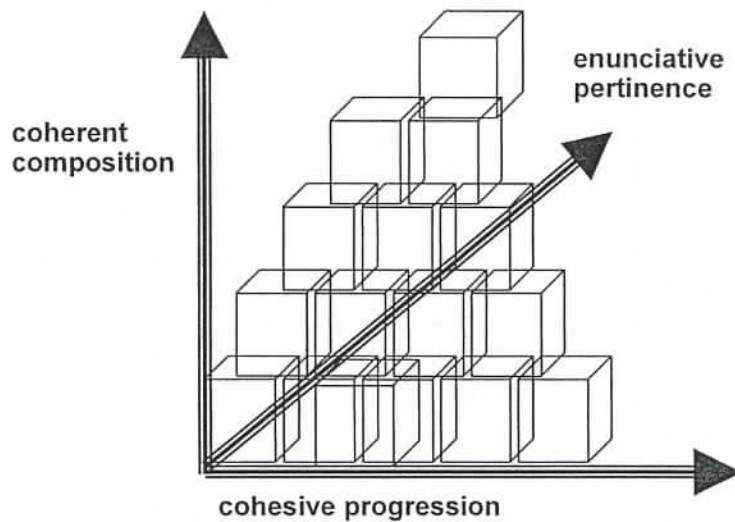 enunciative
pertinence
coherent
composition
cohesive progression